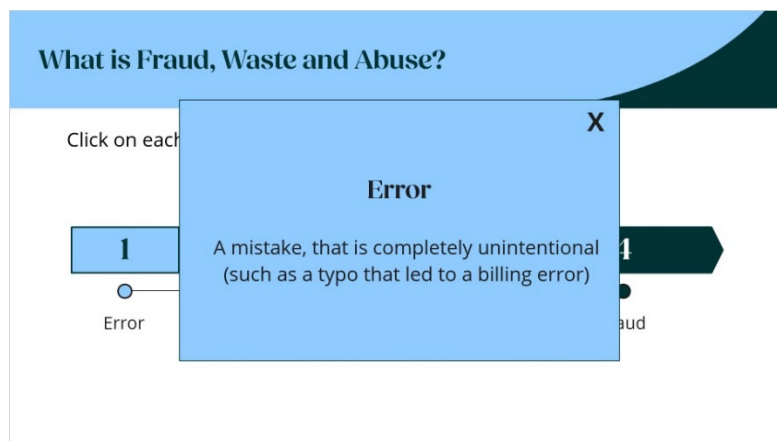 What is Fraud, Waste and Abuse?
X
Click on each
Error
A mistake, that is completely unintentional
(such as a typo that led to a billing error)
1
4
Error